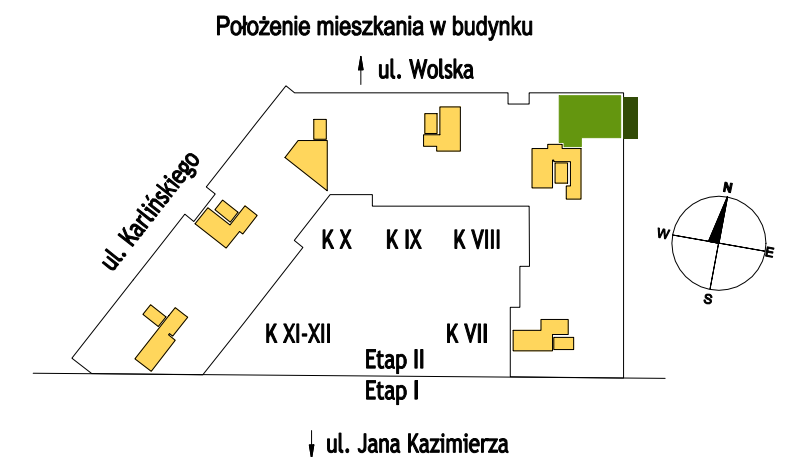 Położenie mieszkania w budynku
ul. Wolska
ul. Karlińskiego
N
W
E
S
K X K IX K VIII
K XI-XII K VII
Etap II
Etap I
ul. Jana Kazimierza